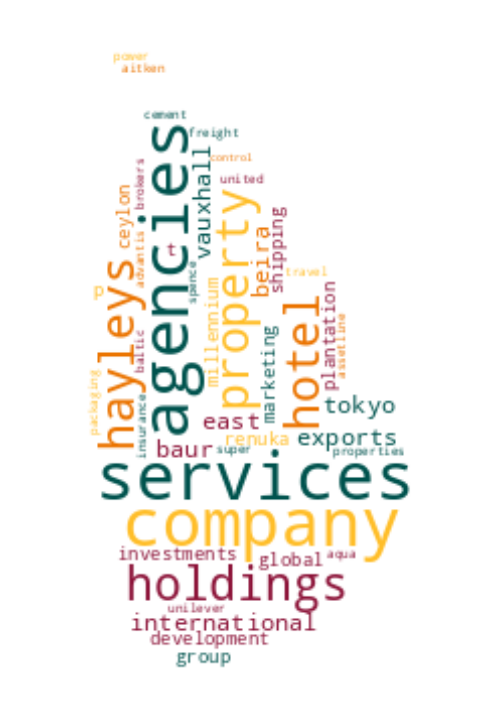 power
aitken
cement
agencies
freight
vauxhall
control
brokers
united
t
ceylon
property
shipping
beira
advantis
hayleys
spence
travel
millennium
plantation
p
hotel
assetline
marketing
baltic
packaging
insurance
tokyo
east
renuka
exports
baur
super
properties
services
company
investments
global
aqua
holdings
unilever
international
development
group